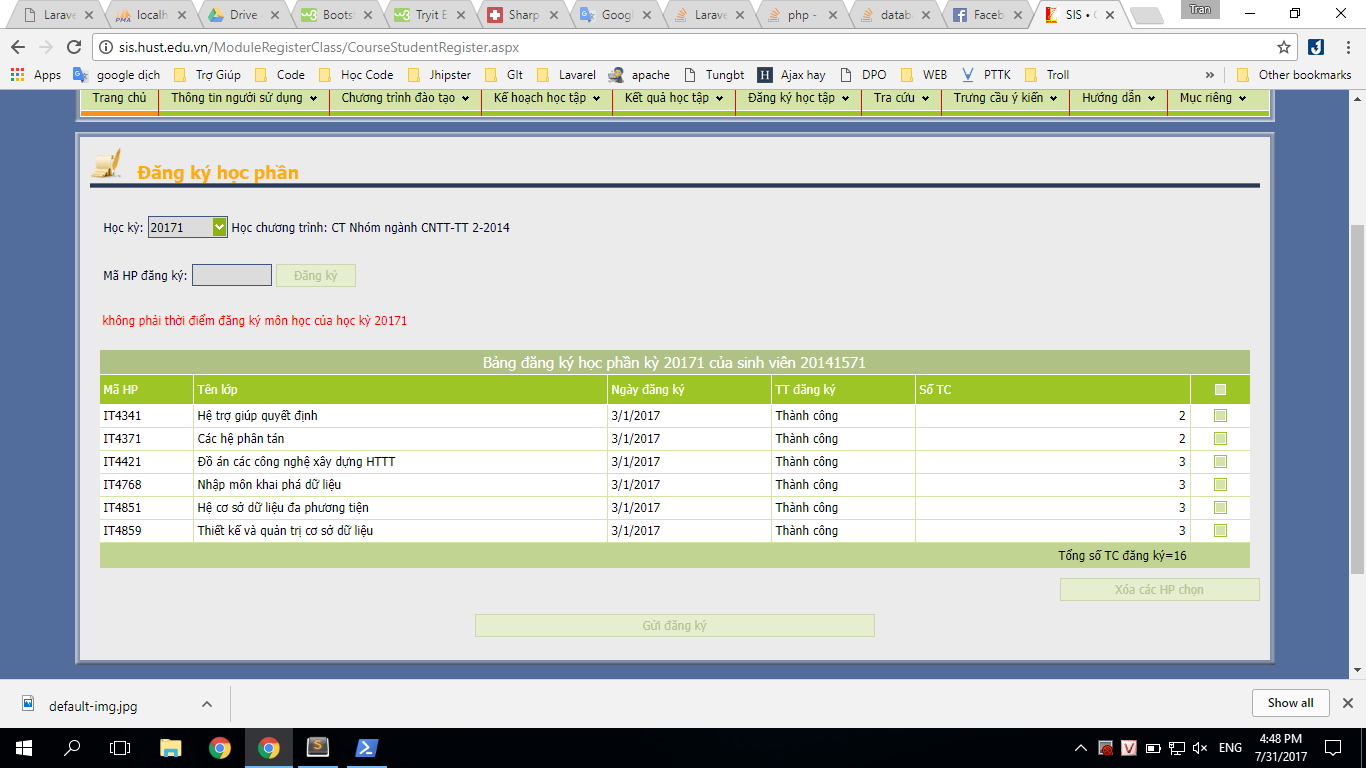 Larave localh Drive Boots Tryit E Sharp Googl Larave php - datab Faceb SIS • Tran
sis.hust.edu.vn/ModuleRegisterClass/CourseStudentRegister.aspx
Apps google dịch Trợ Giúp Code Học Code Jhipster GIt Lavarel apache Tungbt Ajax hay DPO WEB PTTK Troll » Other bookmarks
Trang chủ Thông tin người sử dụng Chương trình đào tạo Kế hoạch học tập Kết quả học tập Đăng ký học tập Tra cứu Trưng cầu ý kiến Hướng dẫn Mục riêng
Đăng ký học phần
Học kỳ: 20171 Học chương trình: CT Nhóm ngành CNTT-TT 2-2014
Mã HP đăng ký: Đăng ký
không phải thời điểm đăng ký môn học của học kỳ 20171
Bảng đăng ký học phần kỳ 20171 của sinh viên 20141571
Mã HP Tên lớp Ngày đăng ký TT đăng ký Số TC
IT4341 Hệ trợ giúp quyết định 3/1/2017 Thành công 2
IT4371 Các hệ phân tán 3/1/2017 Thành công 2
IT4421 Đồ án các công nghệ xây dựng HTTT 3/1/2017 Thành công 3
IT4768 Nhập môn khai phá dữ liệu 3/1/2017 Thành công 3
IT4851 Hệ cơ sở dữ liệu đa phương tiện 3/1/2017 Thành công 3
IT4859 Thiết kế và quản trị cơ sở dữ liệu 3/1/2017 Thành công 3
Tổng số TC đăng ký=16
Xóa các HP chọn
Gửi đăng ký
default-img.jpg Show all
ENG 4:48 PM
7/31/2017